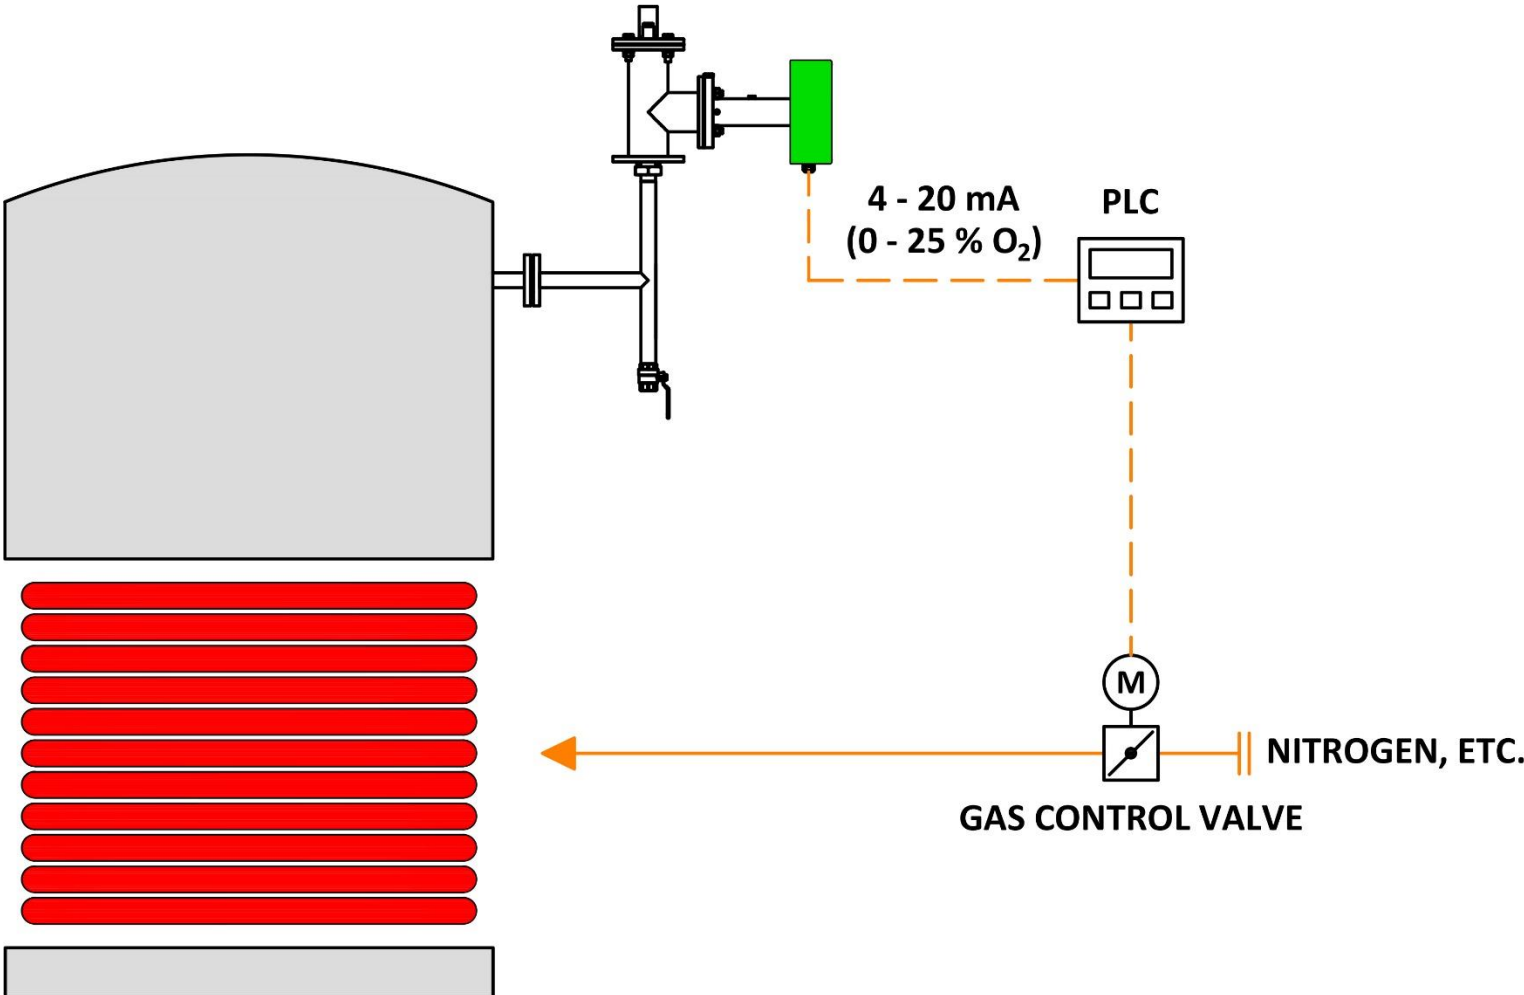 4 - 20 mA
(0 - 25 % O₂)
PLC
M
NITROGEN, ETC.
GAS CONTROL VALVE